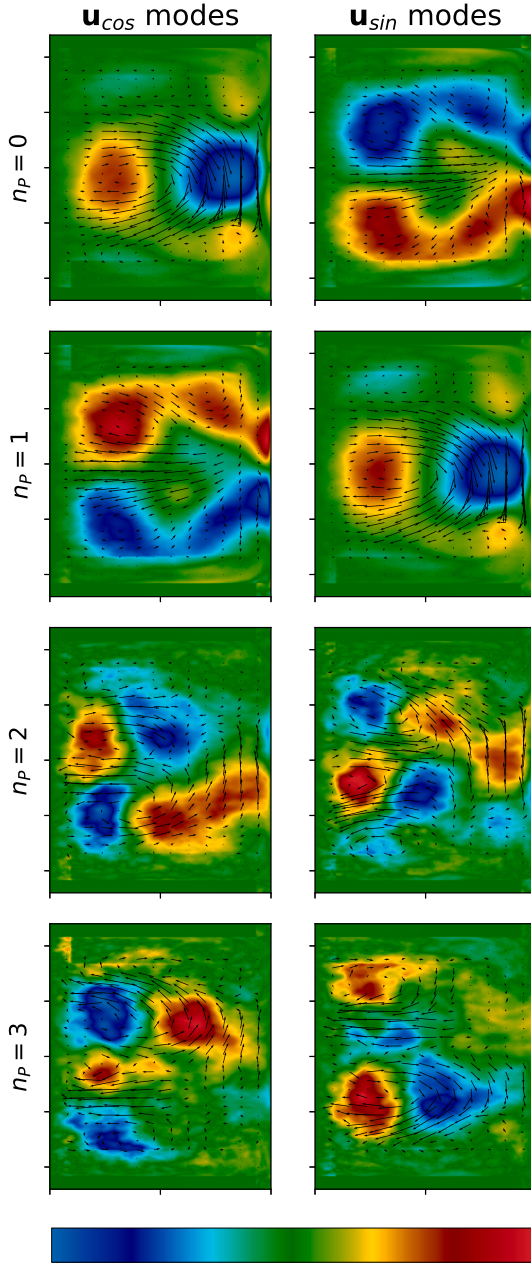 u_cos modes u_sin modes
n_P = 0
n_P = 1
n_P = 2
n_P = 3